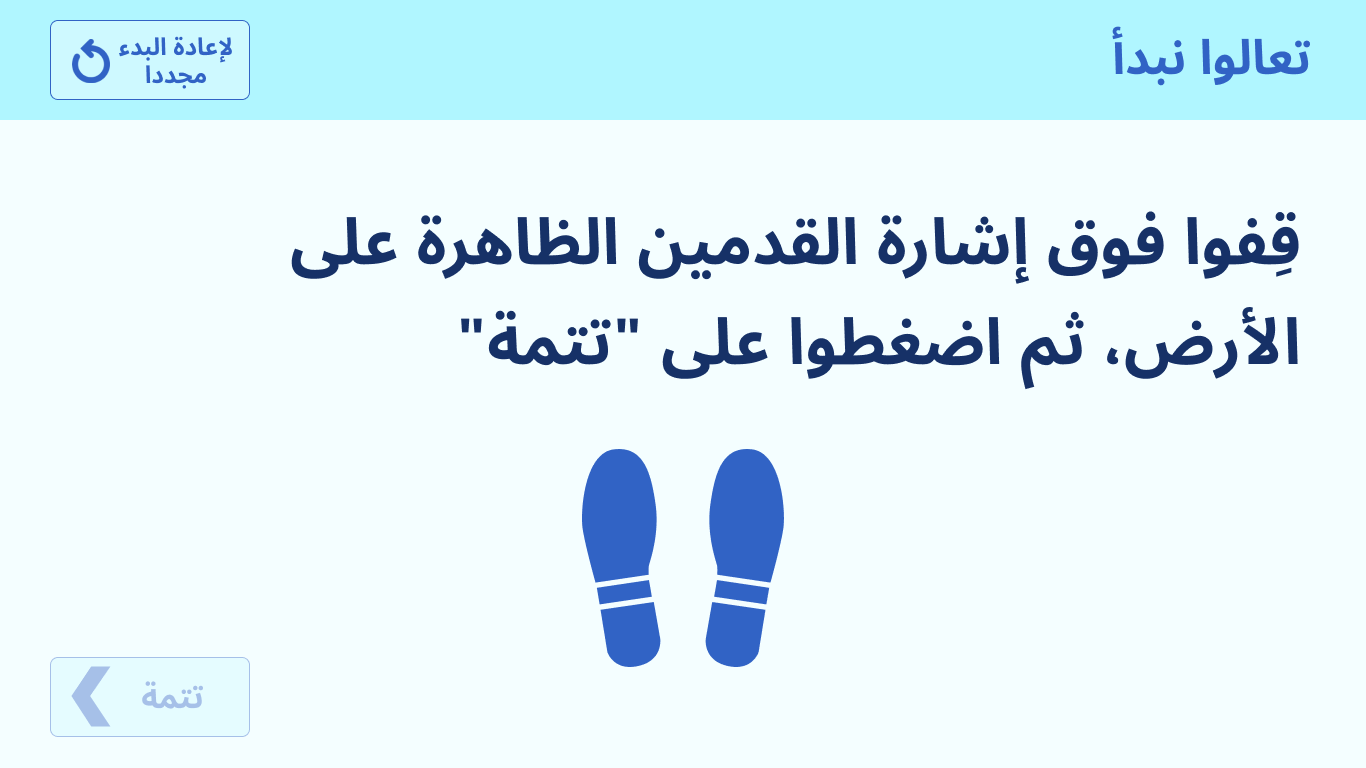 تعالوا نبدأ
لإعادة البدء
مجددا
قِفوا فوق إشارة القدمين الظاهرة على
الأرض، ثم اضغطوا على "تتمة"
تتمة